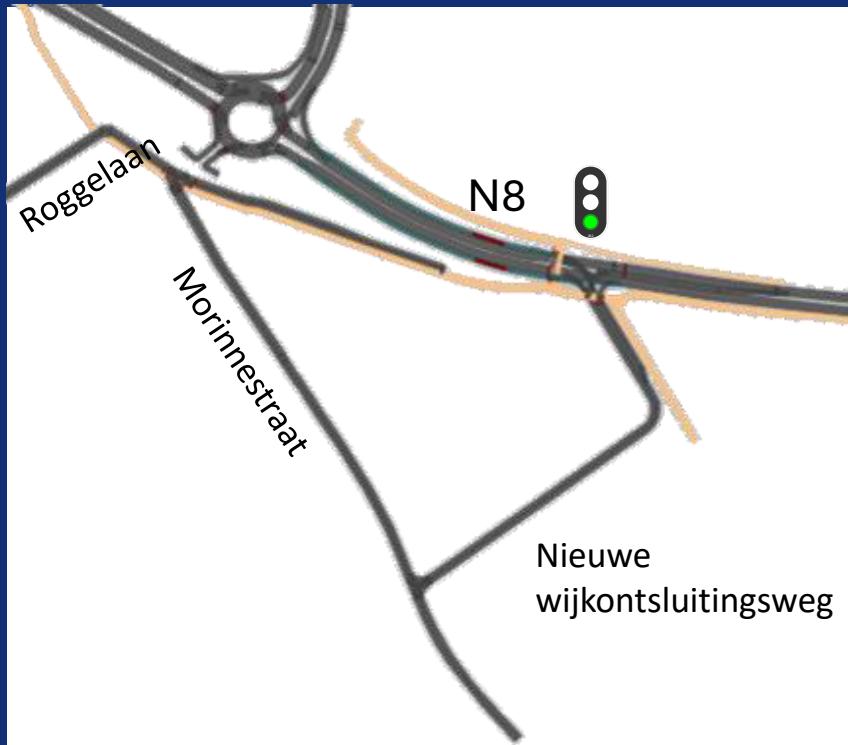 Roggelaan
N8
Morinnestraat
Nieuwe
wijkontsluitingsweg